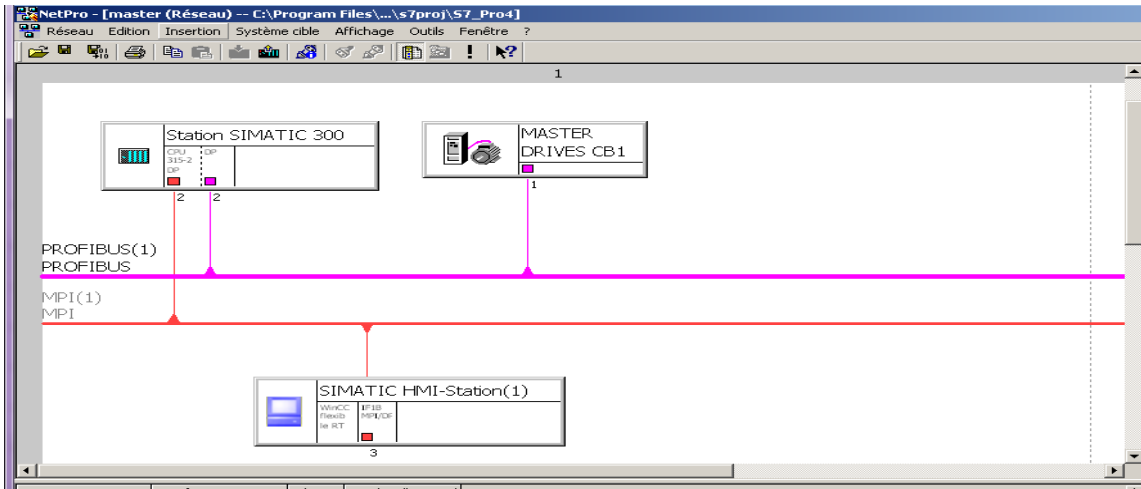 NetPro - [master (Réseau) -- C:\Program Files\...\s7proj\S7_Pro4]
Réseau Edition Insertion Système cible Affichage Outils Fenêtre ?
1
Station SIMATIC 300
CPU 315-2 DP
DP
2 2
MASTER
DRIVES CB1
1
PROFIBUS(1)
PROFIBUS
MPI(1)
MPI
SIMATIC HMI-Station(1)
WinCC flexib le RT
IF1B MPI/DP
3